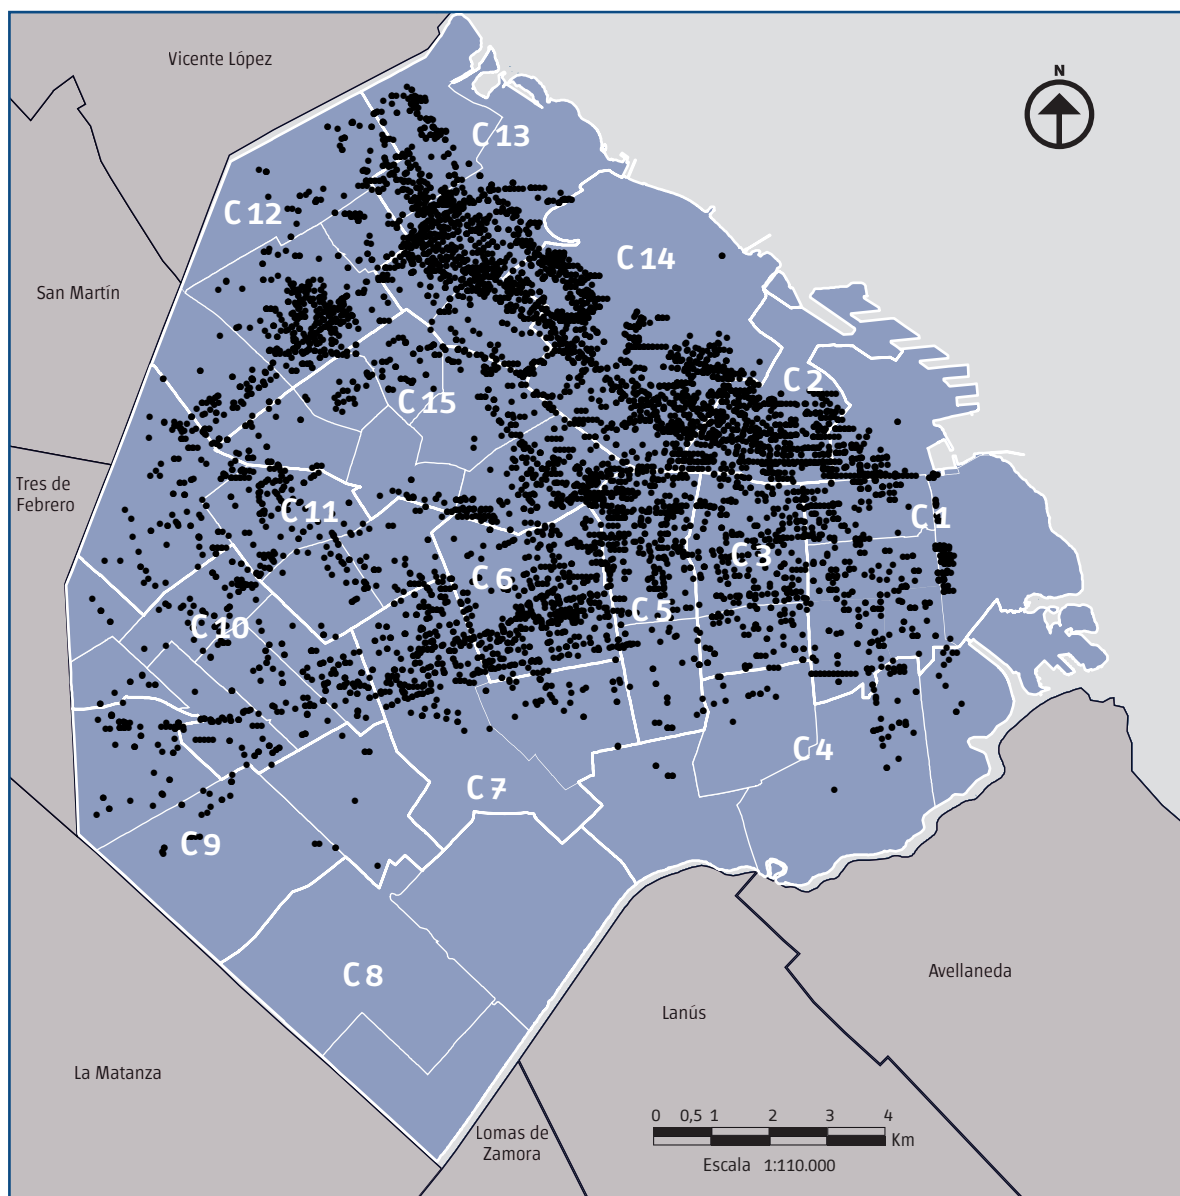 Vicente López
N
C 13
C 12
C 14
San Martín
C 2
C 15
Tres de
Febrero
C 11
C 1
C 3
C 6
C 5
C 10
C 4
C 7
C 9
C 8
Avellaneda
Lanús
La Matanza
0 0,5 1 2 3 4
Km
Lomas de
Zamora
Escala 1:110.000